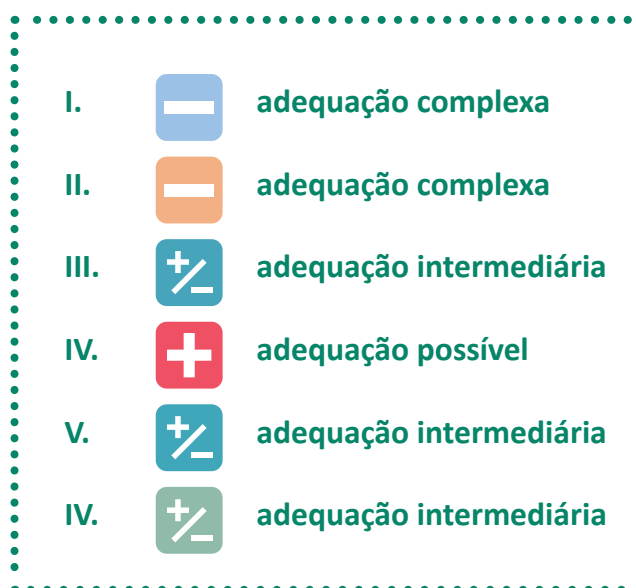 I. adequação complexa
II. adequação complexa
III. adequação intermediária
IV. adequação possível
V. adequação intermediária
IV. adequação intermediária